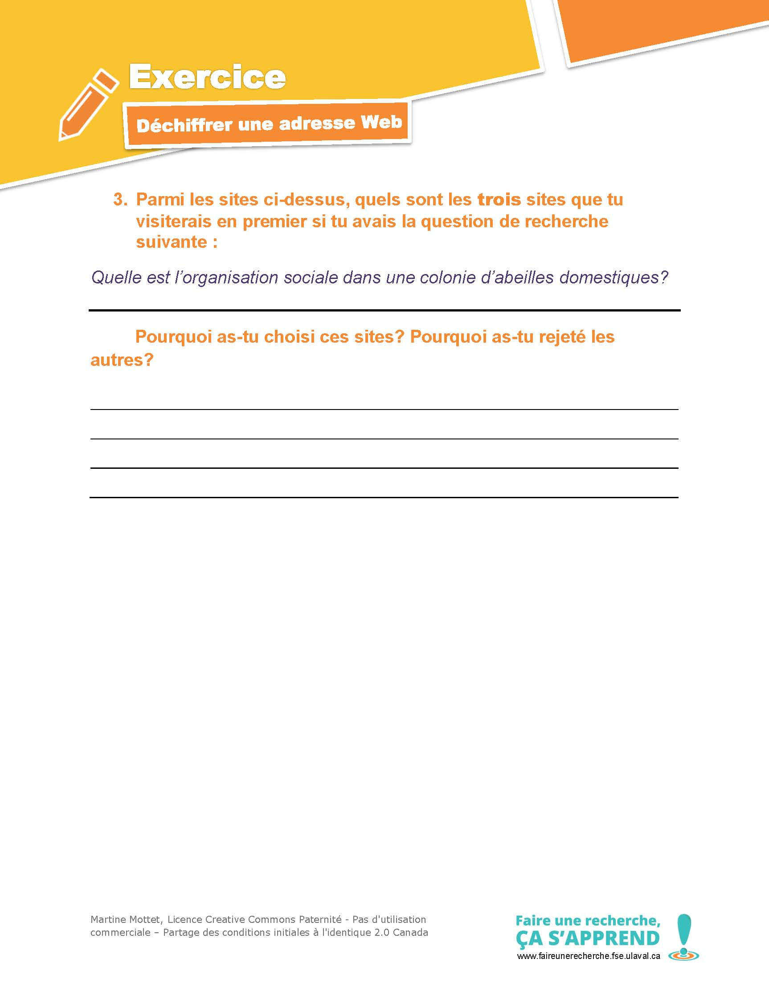 Exercice
Déchiffrer une adresse Web
3. Parmi les sites ci-dessus, quels sont les trois sites que tu
visiterais en premier si tu avais la question de recherche
suivante :
Quelle est l’organisation sociale dans une colonie d’abeilles domestiques?
Pourquoi as-tu choisi ces sites? Pourquoi as-tu rejeté les
autres?
Martine Mottet, Licence Creative Commons Paternité - Pas d'utilisation
commerciale – Partage des conditions initiales à l'identique 2.0 Canada
Faire une recherche,
ÇA S’APPREND
www.faireunerecherche.fse.ulaval.ca